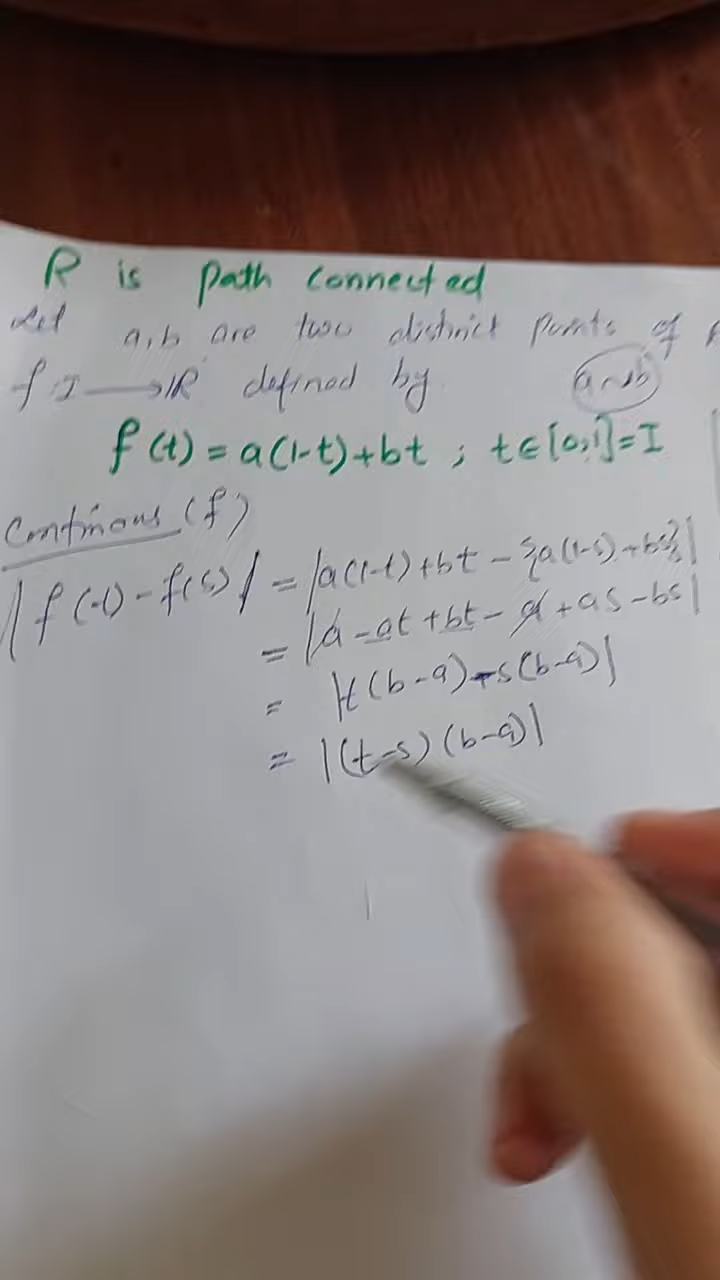 R is path connected
Let a,b are two distinct points of
f: I ⟶ R defined by a~b
f(t) = a(1-t)+bt ; t∈[0,1]=I
Continous (f)
|f(t)-f(s)| = |a(1-t)+bt - {a(1-s)+bs}|
= |a-at+bt-a+as-bs|
= |t(b-a)-s(b-a)|
= |(t-s)(b-a)|